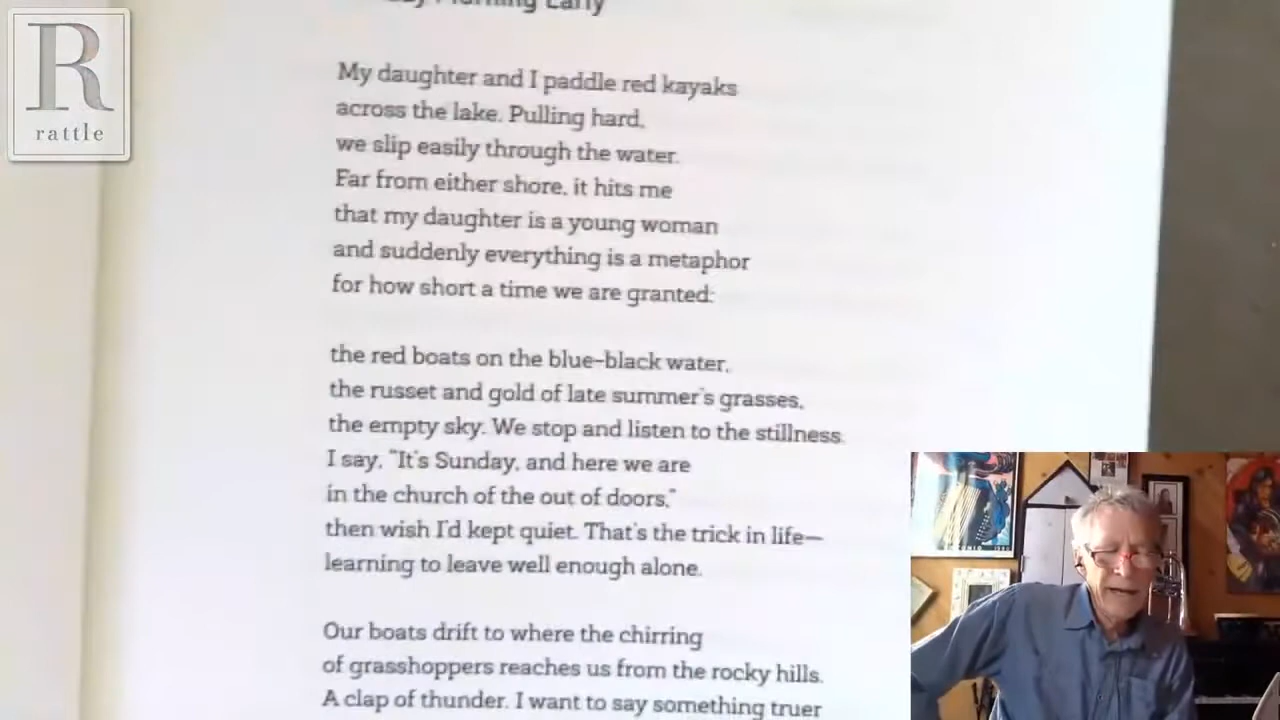 R
rattle
Morning Early
My daughter and I paddle red kayaks
across the lake. Pulling hard,
we slip easily through the water.
Far from either shore, it hits me
that my daughter is a young woman
and suddenly everything is a metaphor
for how short a time we are granted:
the red boats on the blue-black water,
the russet and gold of late summer's grasses,
the empty sky. We stop and listen to the stillness.
I say, "It's Sunday, and here we are
in the church of the out of doors,"
then wish I'd kept quiet. That's the trick in life—
learning to leave well enough alone.
Our boats drift to where the chirring
of grasshoppers reaches us from the rocky hills.
A clap of thunder. I want to say something truer